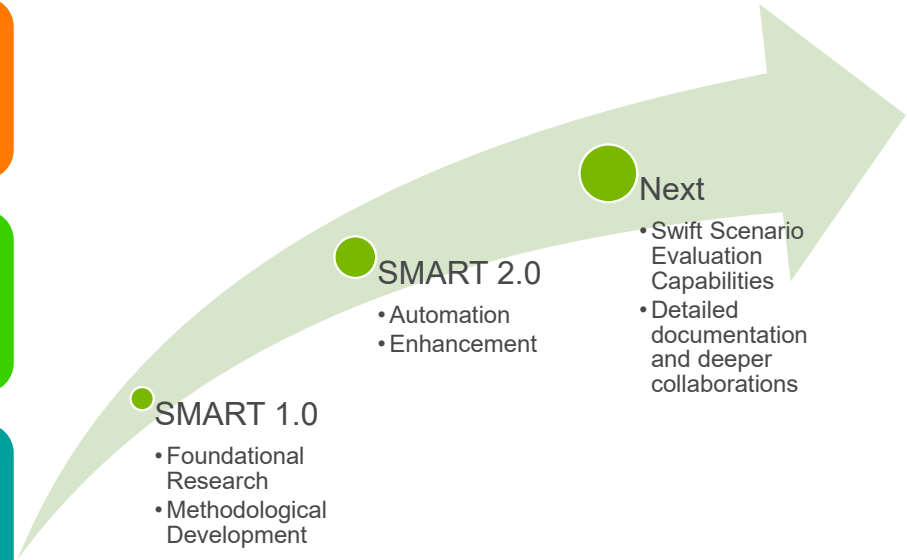 Next
• Swift Scenario
Evaluation
Capabilities
• Detailed
documentation
and deeper
collaborations
SMART 2.0
• Automation
• Enhancement
SMART 1.0
• Foundational
Research
• Methodological
Development